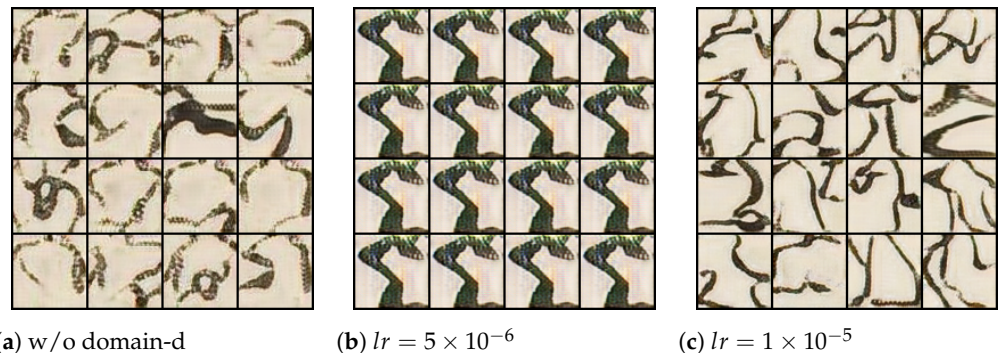 (a) w/o domain-d
(b) lr = 5 × 10⁻⁶
(c) lr = 1 × 10⁻⁵